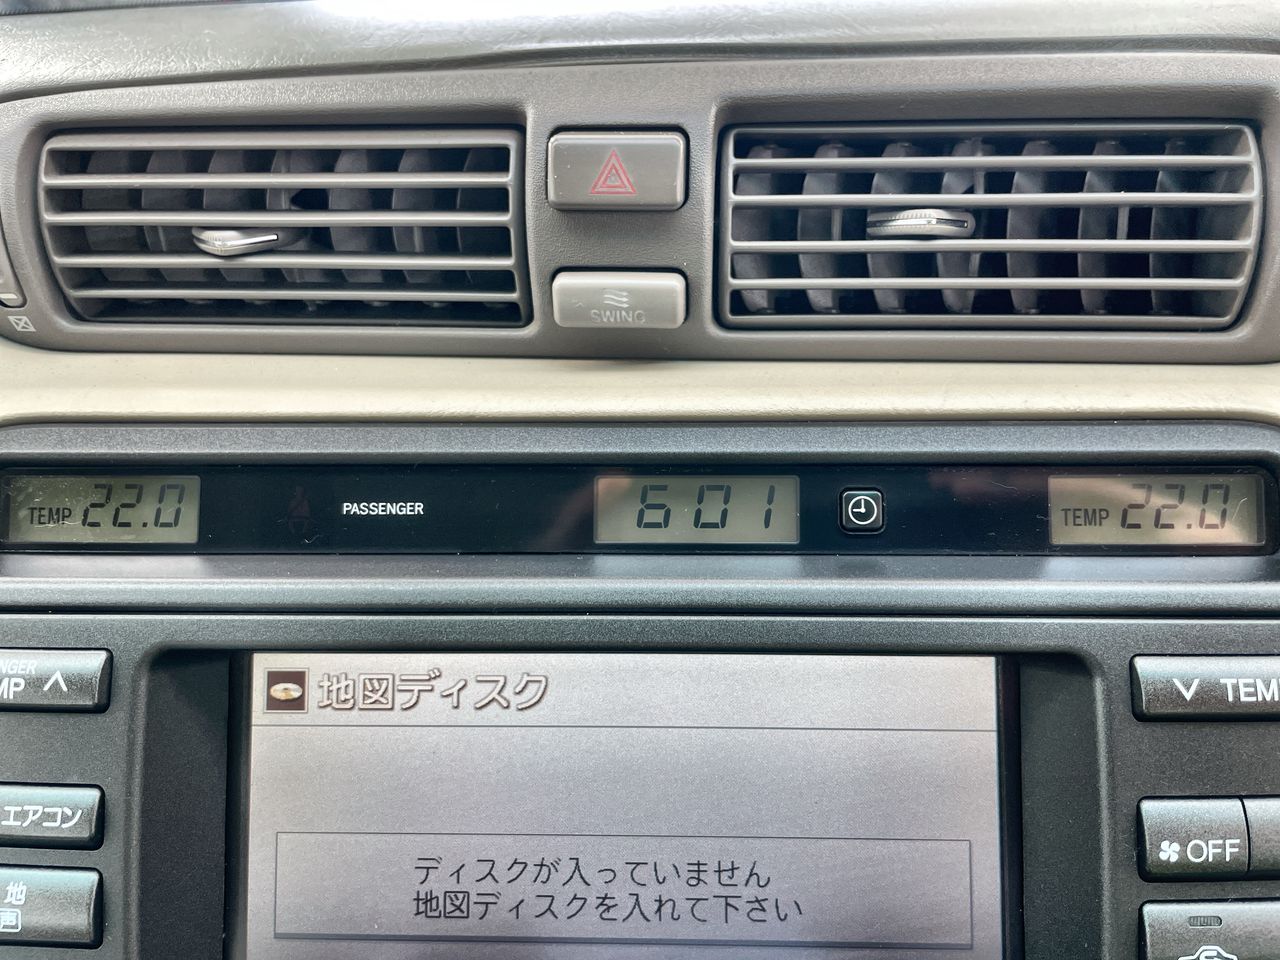 SWING
TEMP 22.0
PASSENGER
6 01
TEMP 22.0
地図ディスク
ディスクが入っていません
地図ディスクを入れて下さい
エアコン
TEM
OFF